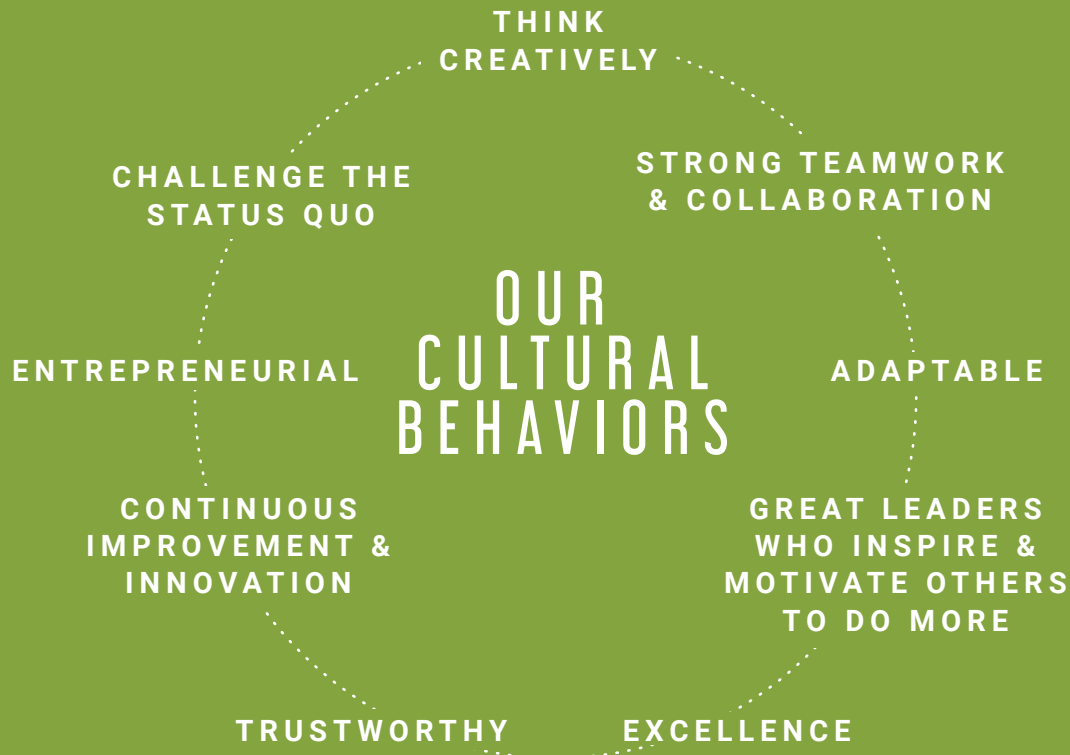 THINK
CREATIVELY
STRONG TEAMWORK
& COLLABORATION
ADAPTABLE
GREAT LEADERS
WHO INSPIRE &
MOTIVATE OTHERS
TO DO MORE
EXCELLENCE
TRUSTWORTHY
CONTINUOUS
IMPROVEMENT &
INNOVATION
ENTREPRENEURIAL
CHALLENGE THE
STATUS QUO
OUR
CULTURAL
BEHAVIORS